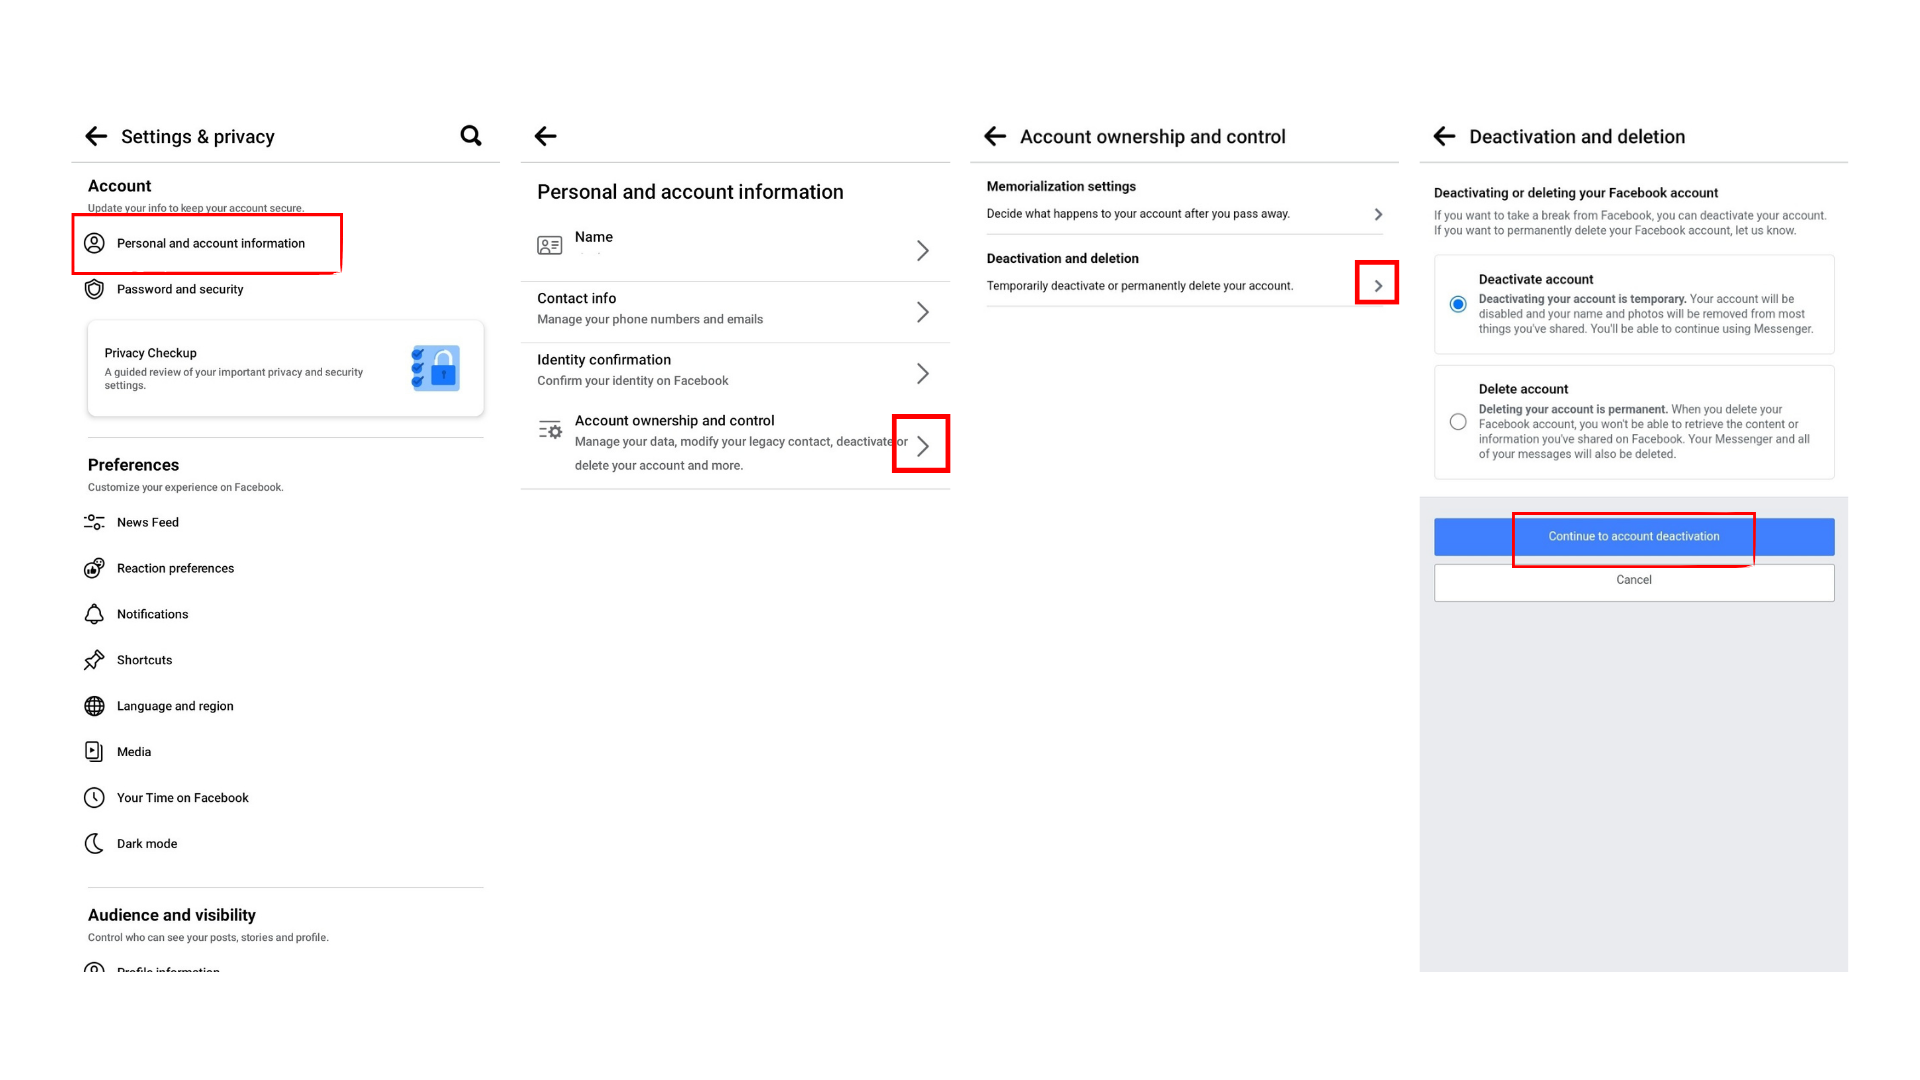 Settings & privacy
Account
Update your info to keep your account secure.
Personal and account information
Password and security
Privacy Checkup
A guided review of your important privacy and security
settings.
Preferences
Customize your experience on Facebook.
News Feed
Reaction preferences
Notifications
Shortcuts
Language and region
Media
Your Time on Facebook
Dark mode
Audience and visibility
Control who can see your posts, stories and profile.
Profile information
Personal and account information
Name
Contact info
Manage your phone numbers and emails
Identity confirmation
Confirm your identity on Facebook
Account ownership and control
Manage your data, modify your legacy contact, deactivate or
delete your account and more.
Account ownership and control
Memorialization settings
Decide what happens to your account after you pass away.
Deactivation and deletion
Temporarily deactivate or permanently delete your account.
Deactivation and deletion
Deactivating or deleting your Facebook account
If you want to take a break from Facebook, you can deactivate your account.
If you want to permanently delete your Facebook account, let us know.
Deactivate account
Deactivating your account is temporary. Your account will be
disabled and your name and photos will be removed from most
things you've shared. You'll be able to continue using Messenger.
Delete account
Deleting your account is permanent. When you delete your
Facebook account, you won't be able to retrieve the content or
information you've shared on Facebook. Your Messenger and all
of your messages will also be deleted.
Continue to account deactivation
Cancel